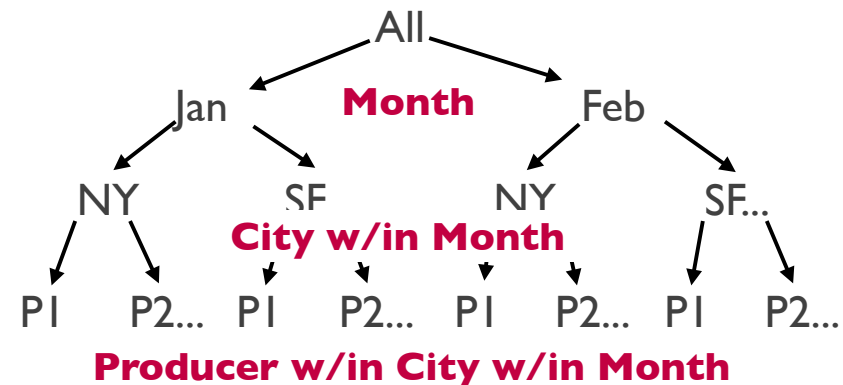 All
Jan Month Feb
NY SF NY SF...
City w/in Month
P1 P2... P1 P2... P1 P2... P1 P2...
Producer w/in City w/in Month